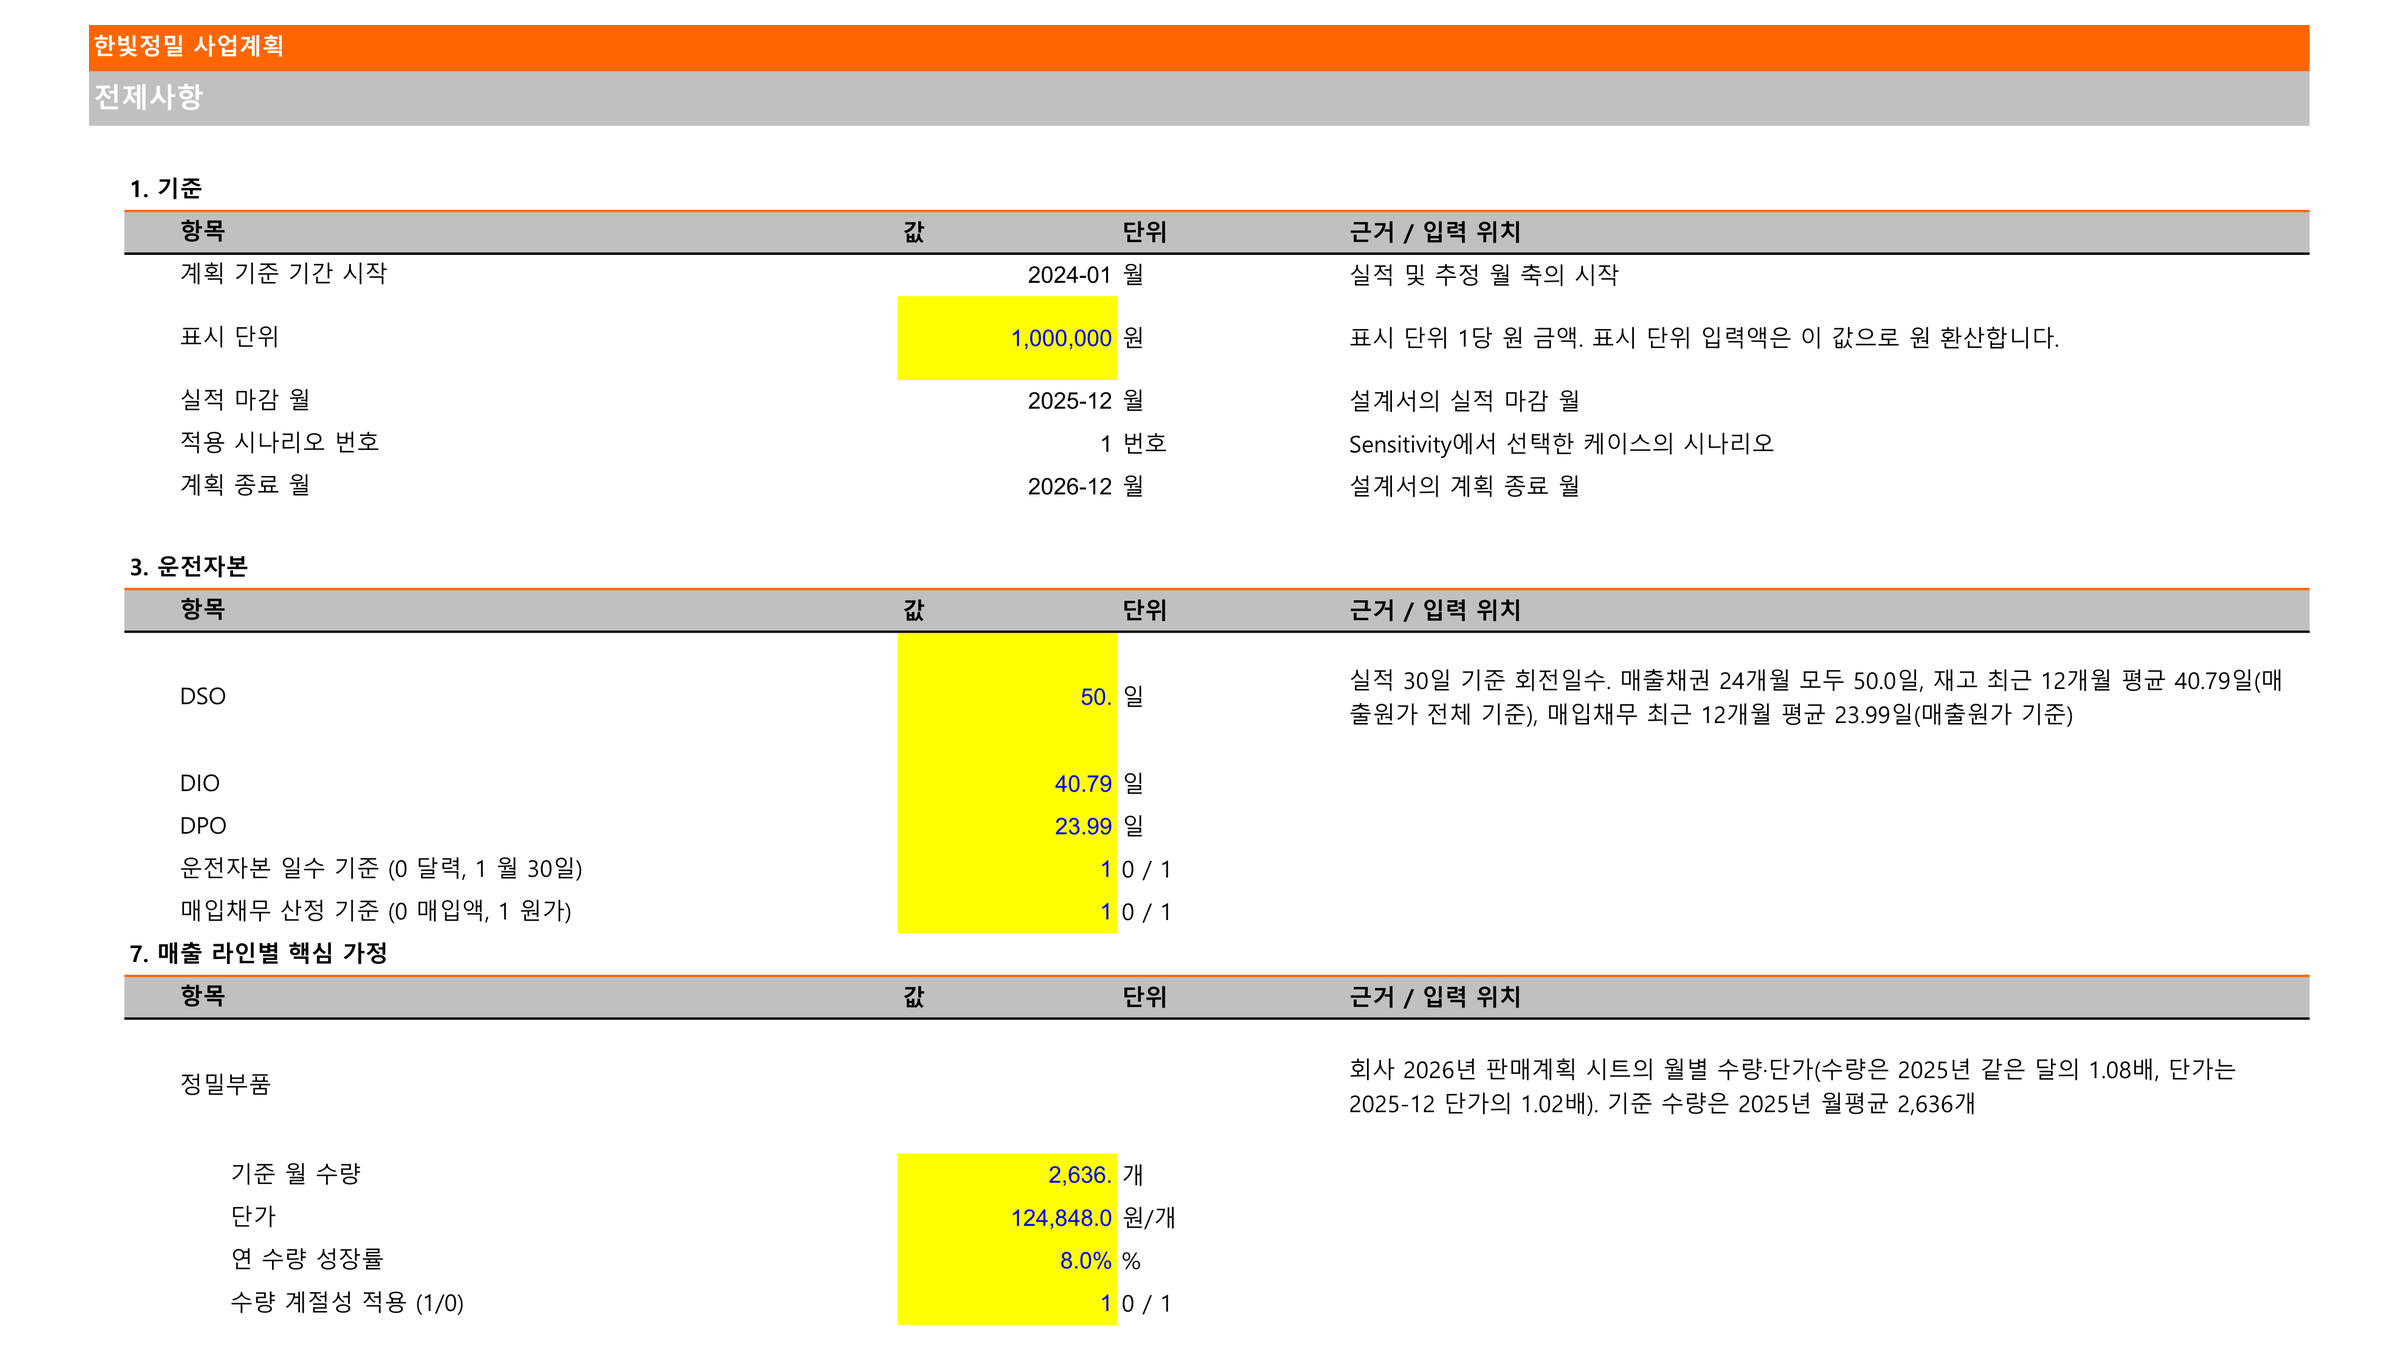 한빛정밀 사업계획
전제사항
1. 기준
항목 값 단위 근거 / 입력 위치
계획 기준 기간 시작 2024-01 월 실적 및 추정 월 축의 시작
표시 단위 1,000,000 원 표시 단위 1당 원 금액. 표시 단위 입력액은 이 값으로 원 환산합니다.
실적 마감 월 2025-12 월 설계서의 실적 마감 월
적용 시나리오 번호 1 번호 Sensitivity에서 선택한 케이스의 시나리오
계획 종료 월 2026-12 월 설계서의 계획 종료 월
3. 운전자본
항목 값 단위 근거 / 입력 위치
DSO 50. 일 실적 30일 기준 회전일수. 매출채권 24개월 모두 50.0일, 재고 최근 12개월 평균 40.79일(매
출원가 전체 기준), 매입채무 최근 12개월 평균 23.99일(매출원가 기준)
DIO 40.79 일
DPO 23.99 일
운전자본 일수 기준 (0 달력, 1 월 30일) 1 0 / 1
매입채무 산정 기준 (0 매입액, 1 원가) 1 0 / 1
7. 매출 라인별 핵심 가정
항목 값 단위 근거 / 입력 위치
정밀부품 회사 2026년 판매계획 시트의 월별 수량·단가(수량은 2025년 같은 달의 1.08배, 단가는
2025-12 단가의 1.02배). 기준 수량은 2025년 월평균 2,636개
기준 월 수량 2,636. 개
단가 124,848.0 원/개
연 수량 성장률 8.0% %
수량 계절성 적용 (1/0) 1 0 / 1